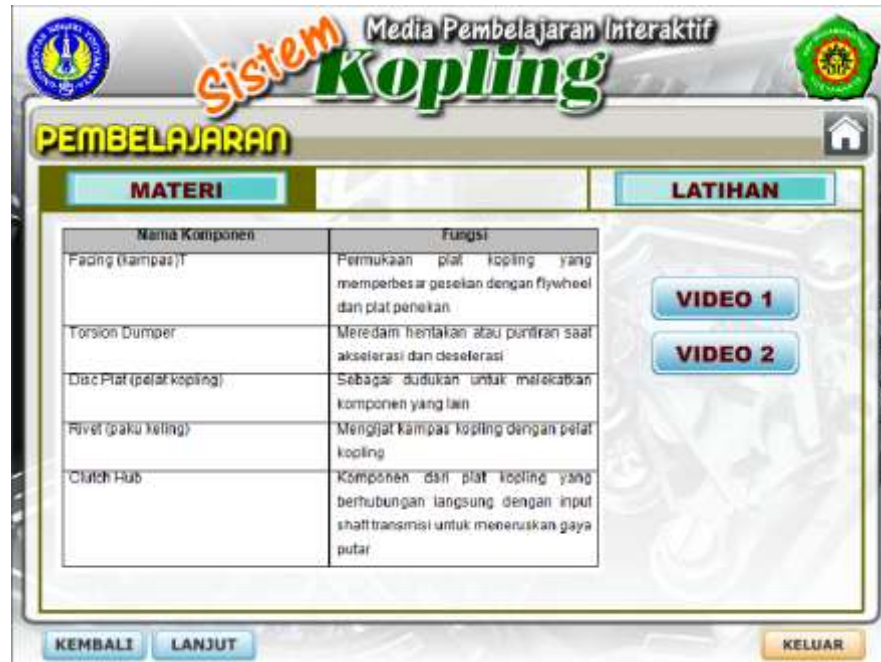 Media Pembelajaran Interaktif
Sistem
Kopling
PEMBELAJARAN
MATERI
LATIHAN
Nama Komponen Fungsi
Facing (kampas)T Permukaan plat kopling yang
memperbesar gesekan dengan flywheel
dan plat penekan
Torsion Dumper Meredam hentakan atau puntiran saat
akselerasi dan deselerasi
Disc Plat (pelat kopling) Sebagai dudukan untuk melekatkan
komponen yang lain
Rivet (paku keling) Mengijat kampas kopling dengan pelat
kopling
Clutch Hub Komponen dari plat kopling yang
berhubungan langsung dengan input
shaft transmisi untuk meneruskan gaya
putar
VIDEO 1
VIDEO 2
KEMBALI
LANJUT
KELUAR